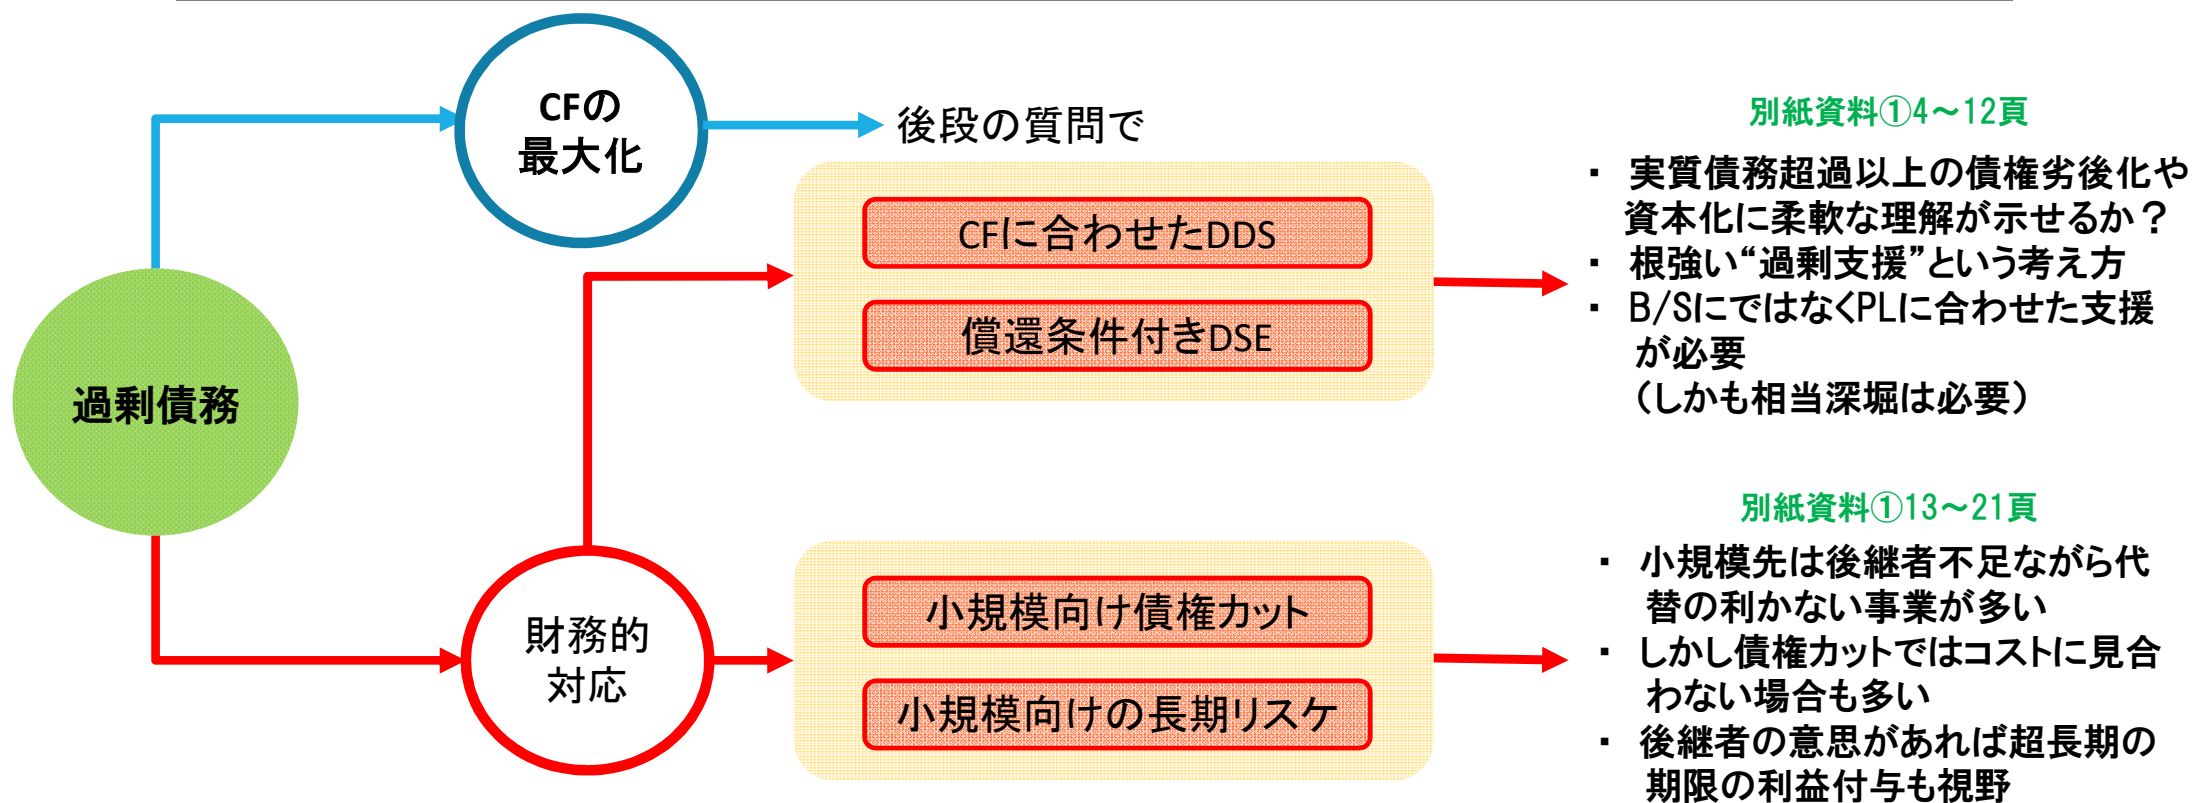 過剰債務
CFの
最大化
後段の質問で
財務的
対応
CFに合わせたDDS
償還条件付きDSE
小規模向け債権カット
小規模向けの長期リスケ
別紙資料①4～12頁
・ 実質債務超過以上の債権劣後化や
資本化に柔軟な理解が示せるか？
・ 根強い“過剰支援”という考え方
・ B/SにではなくPLに合わせた支援
が必要
（しかも相当深堀は必要）
別紙資料①13～21頁
・ 小規模先は後継者不足ながら代
替の利かない事業が多い
・ しかし債権カットではコストに見合
わない場合も多い
・ 後継者の意思があれば超長期の
期限の利益付与も視野